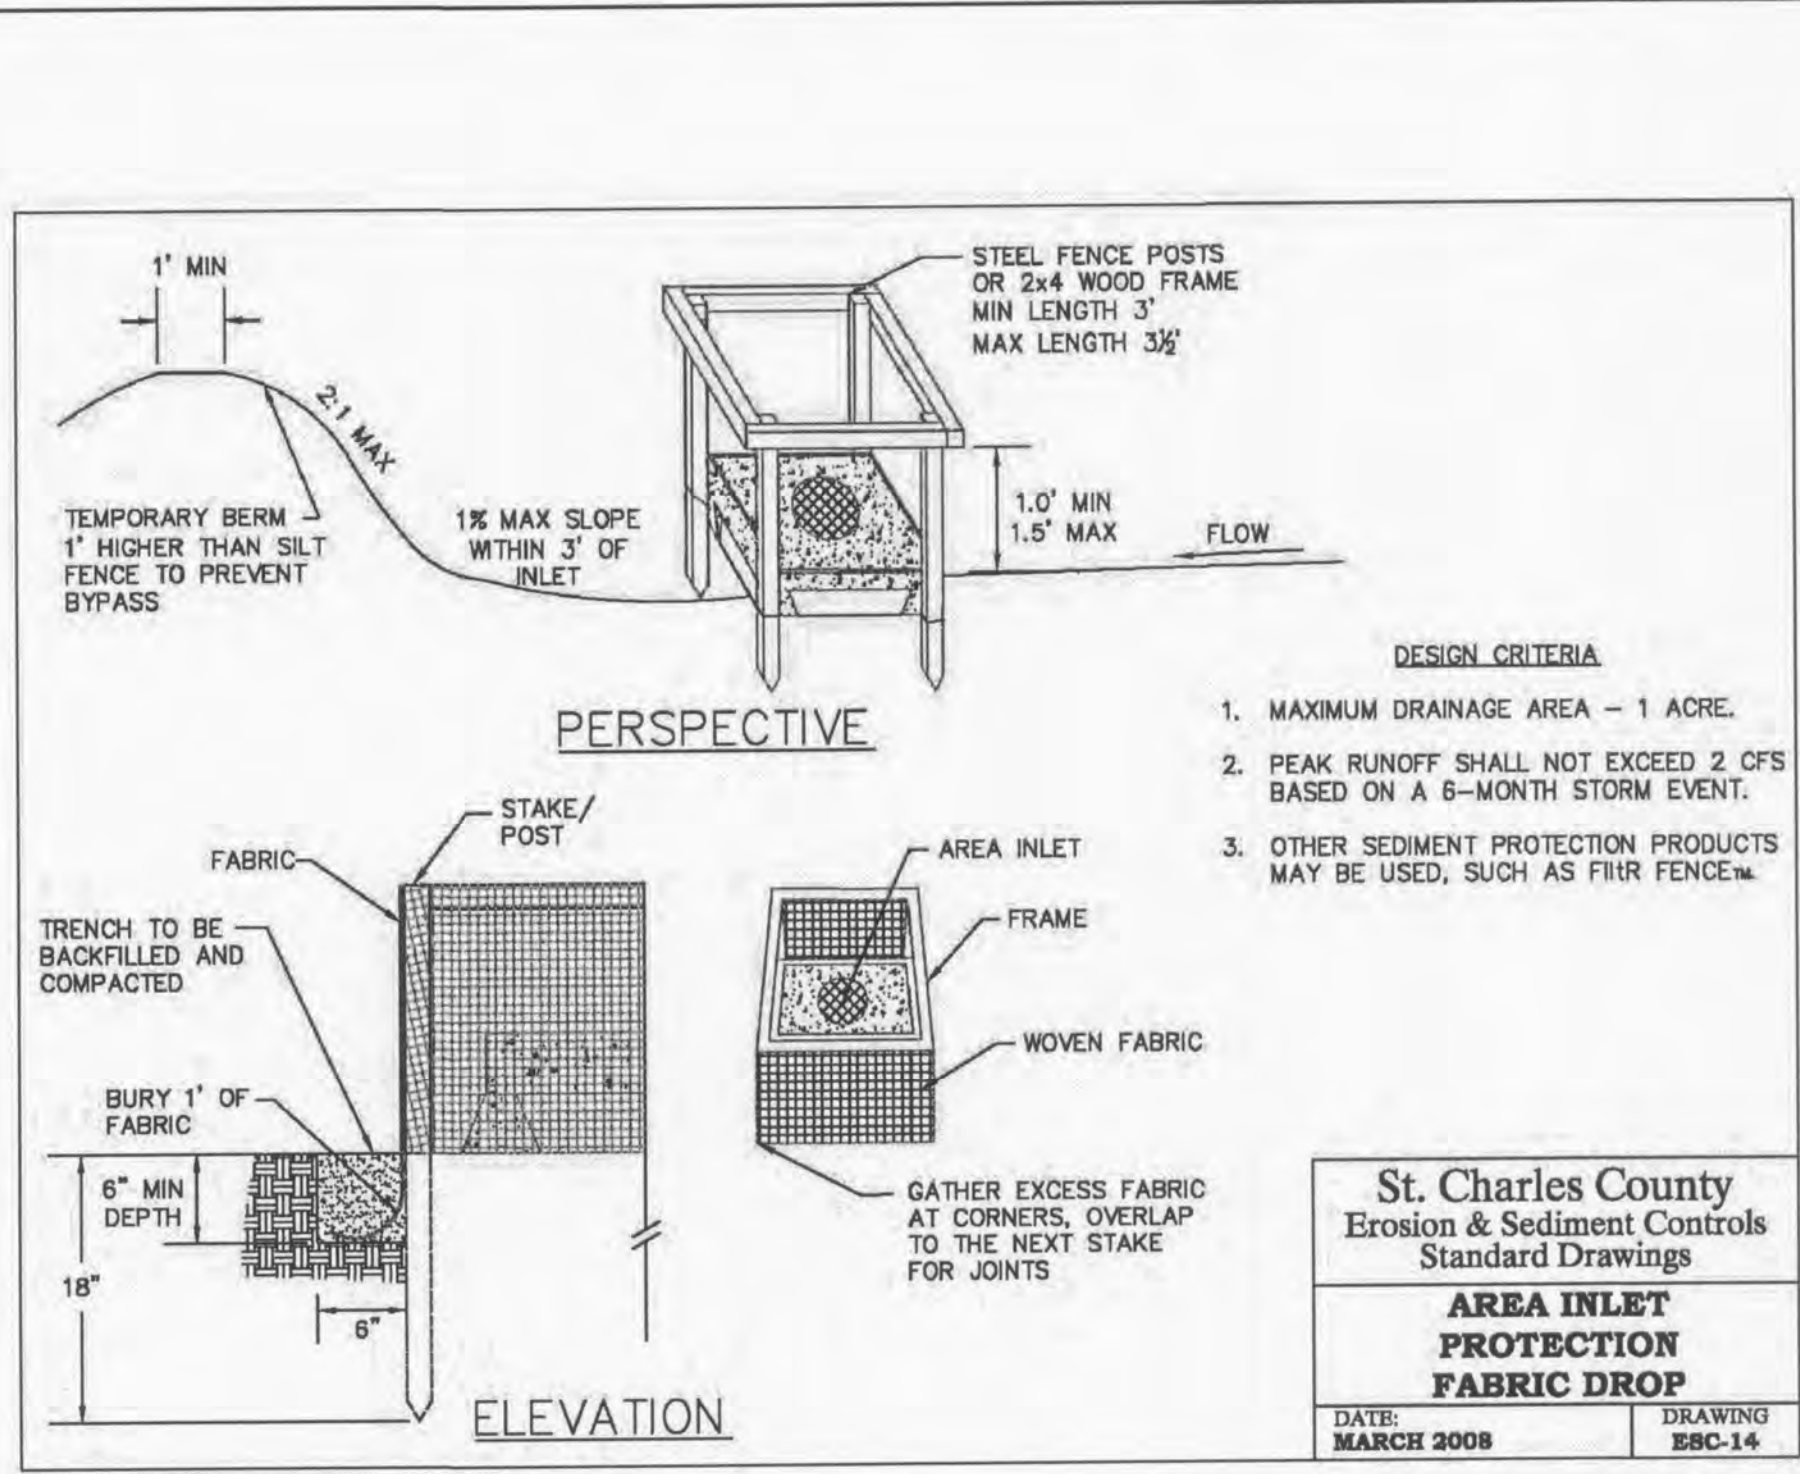 1' MIN
STEEL FENCE POSTS
OR 2x4 WOOD FRAME
MIN LENGTH 3'
MAX LENGTH 3½'
2:1 MAX
TEMPORARY BERM
1' HIGHER THAN SILT
FENCE TO PREVENT
BYPASS
1% MAX SLOPE
WITHIN 3' OF
INLET
1.0' MIN
1.5' MAX
FLOW
PERSPECTIVE
DESIGN CRITERIA
1. MAXIMUM DRAINAGE AREA – 1 ACRE.
2. PEAK RUNOFF SHALL NOT EXCEED 2 CFS
BASED ON A 6–MONTH STORM EVENT.
3. OTHER SEDIMENT PROTECTION PRODUCTS
MAY BE USED, SUCH AS FIltR FENCE™.
STAKE/
POST
FABRIC
TRENCH TO BE
BACKFILLED AND
COMPACTED
BURY 1' OF
FABRIC
6" MIN
DEPTH
18"
6"
ELEVATION
AREA INLET
FRAME
WOVEN FABRIC
GATHER EXCESS FABRIC
AT CORNERS, OVERLAP
TO THE NEXT STAKE
FOR JOINTS
St. Charles County
Erosion & Sediment Controls
Standard Drawings
AREA INLET
PROTECTION
FABRIC DROP
DATE:
MARCH 2008
DRAWING
ESC-14